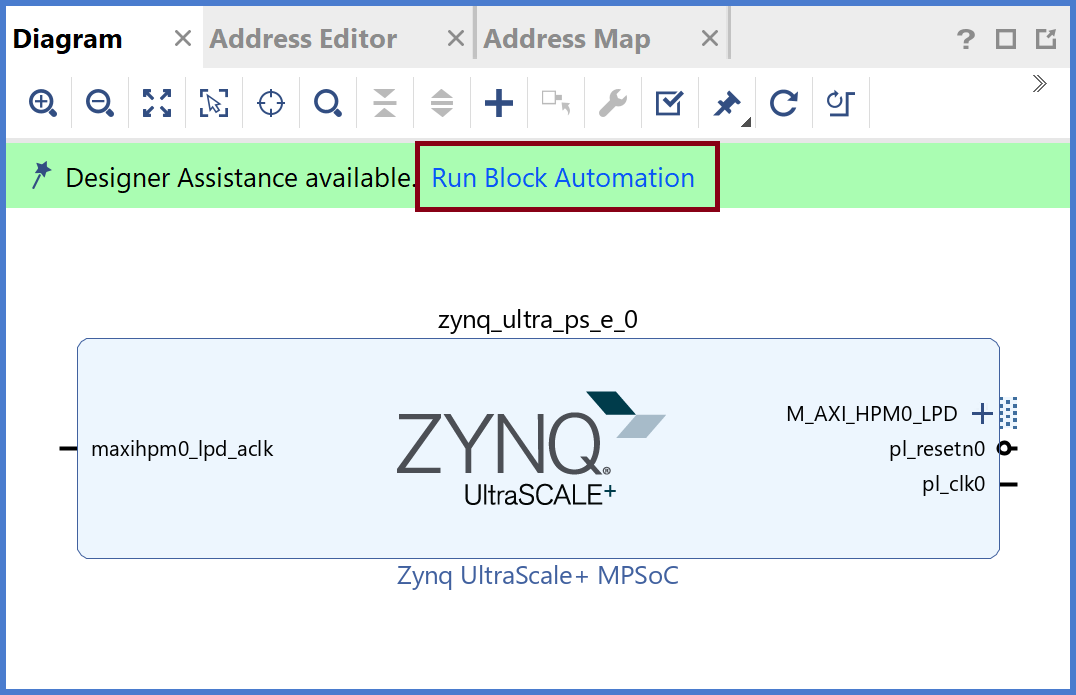 Diagram × Address Editor × Address Map × ?
Designer Assistance available. Run Block Automation
zynq_ultra_ps_e_0
M_AXI_HPM0_LPD
maxihpm0_lpd_aclk
pl_resetn0
pl_clk0
ZYNQ®
UltraSCALE+
Zynq UltraScale+ MPSoC